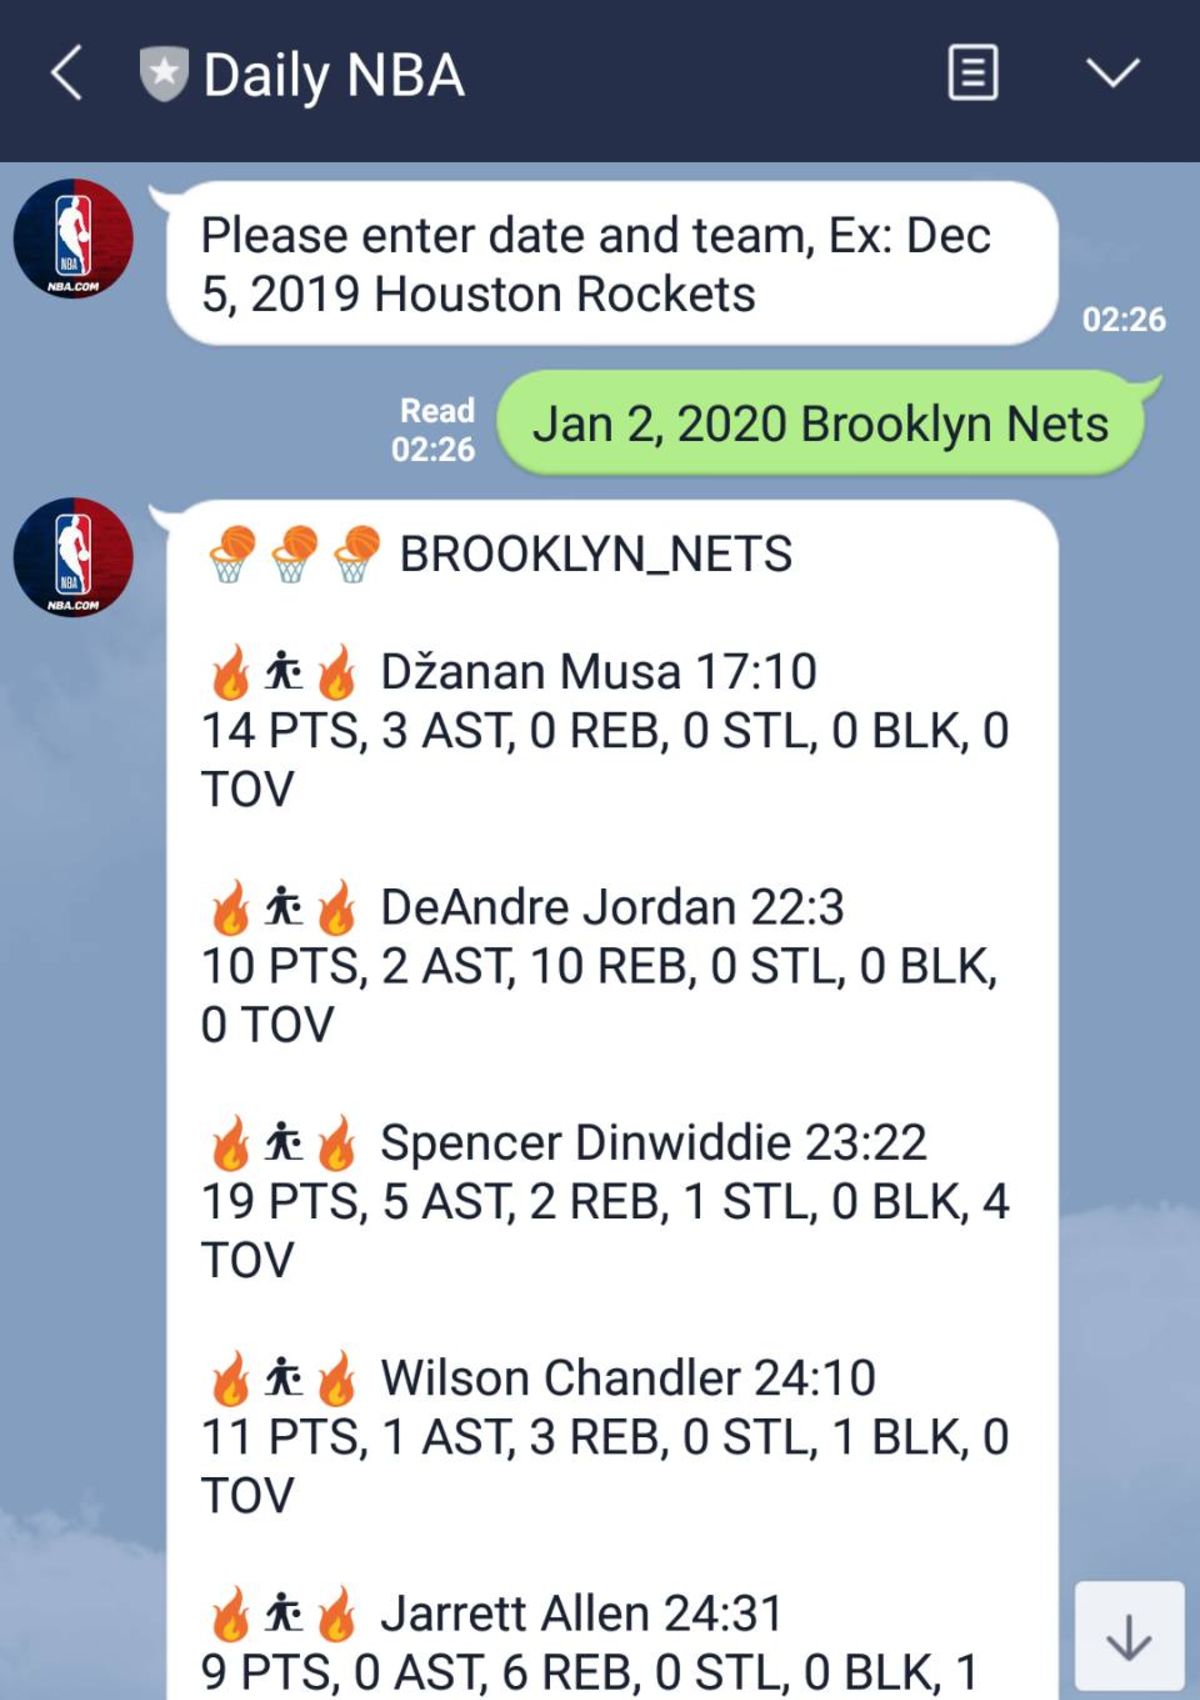 Daily NBA
NBA
NBA.COM
Please enter date and team, Ex: Dec
5, 2019 Houston Rockets
02:26
Read
02:26
Jan 2, 2020 Brooklyn Nets
NBA
NBA.COM
BROOKLYN_NETS
Džanan Musa 17:10
14 PTS, 3 AST, 0 REB, 0 STL, 0 BLK, 0
TOV
DeAndre Jordan 22:3
10 PTS, 2 AST, 10 REB, 0 STL, 0 BLK,
0 TOV
Spencer Dinwiddie 23:22
19 PTS, 5 AST, 2 REB, 1 STL, 0 BLK, 4
TOV
Wilson Chandler 24:10
11 PTS, 1 AST, 3 REB, 0 STL, 1 BLK, 0
TOV
Jarrett Allen 24:31
9 PTS, 0 AST, 6 REB, 0 STL, 0 BLK, 1